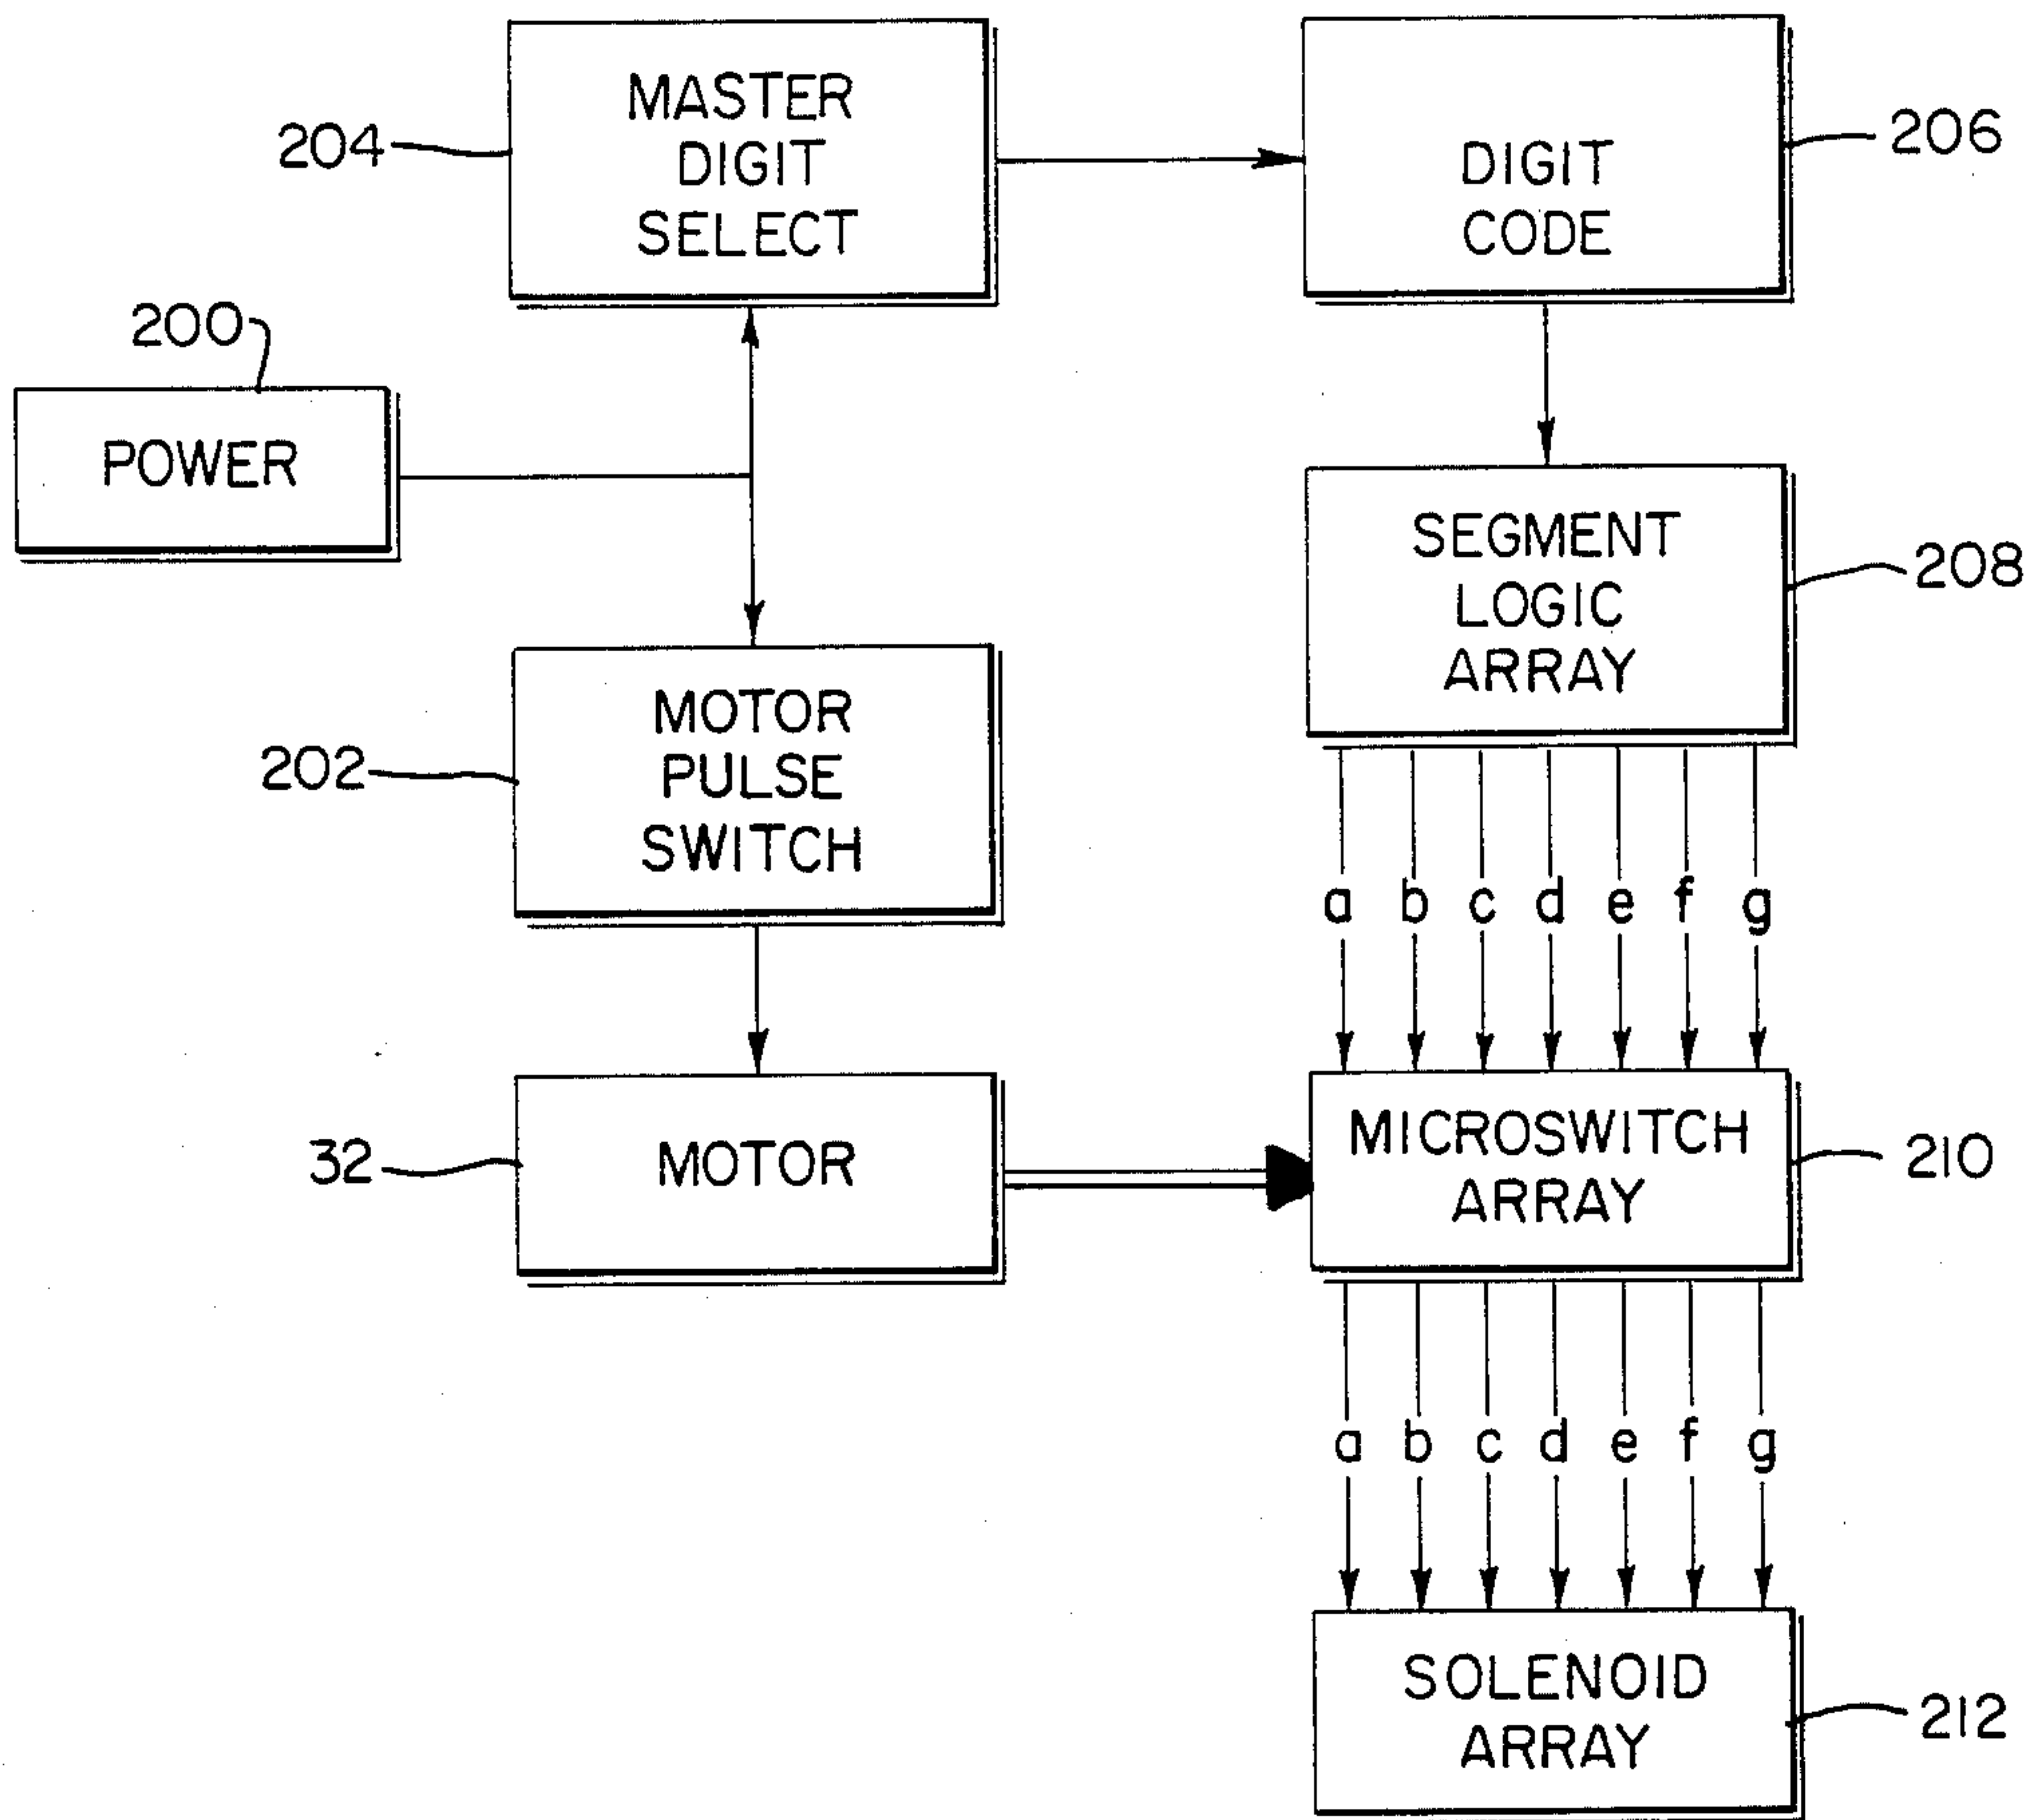 MASTER
DIGIT
SELECT
204
DIGIT
CODE
206
200
POWER
SEGMENT
LOGIC
ARRAY
208
MOTOR
PULSE
SWITCH
202
a b c d e f g
32
MOTOR
MICROSWITCH
ARRAY
210
a b c d e f g
SOLENOID
ARRAY
212